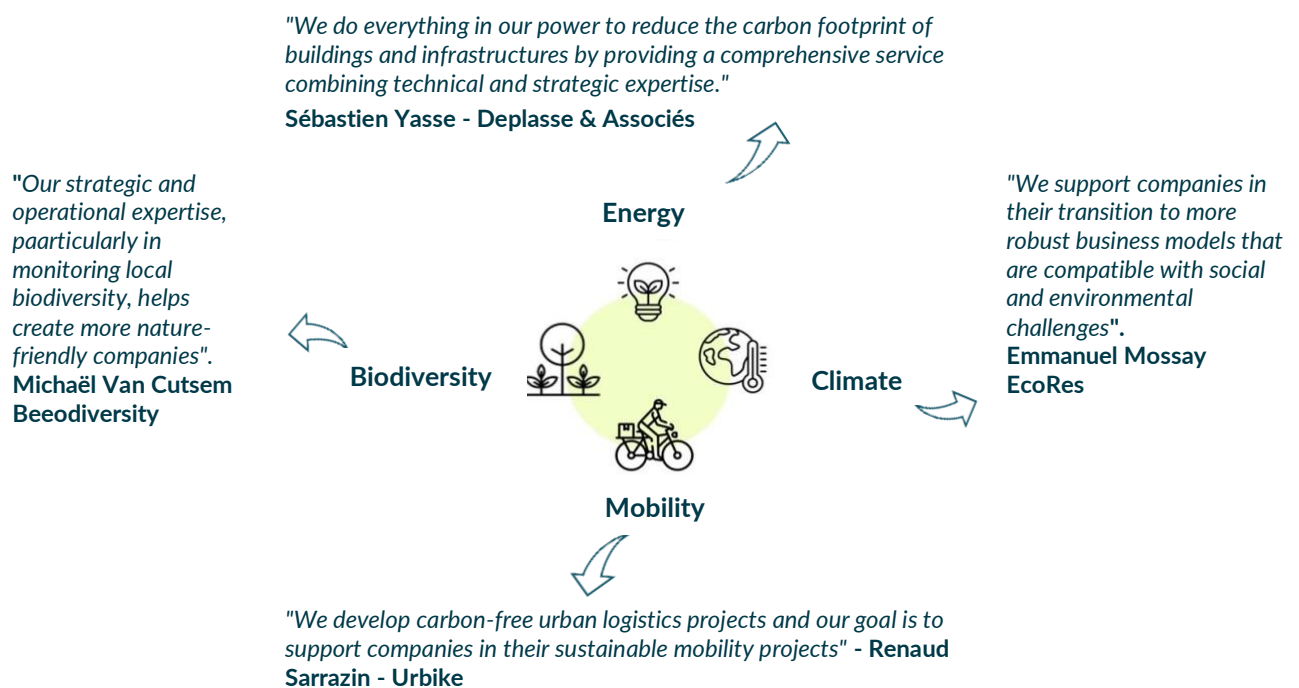 "We do everything in our power to reduce the carbon footprint of
buildings and infrastructures by providing a comprehensive service
combining technical and strategic expertise."
Sébastien Yasse - Deplasse & Associés
Energy
"Our strategic and
operational expertise,
paarticularly in
monitoring local
biodiversity, helps
create more nature-
friendly companies".
Michaël Van Cutsem
Beeodiversity
Biodiversity
Climate
"We support companies in
their transition to more
robust business models that
are compatible with social
and environmental
challenges".
Emmanuel Mossay
EcoRes
Mobility
"We develop carbon-free urban logistics projects and our goal is to
support companies in their sustainable mobility projects" - Renaud
Sarrazin - Urbike